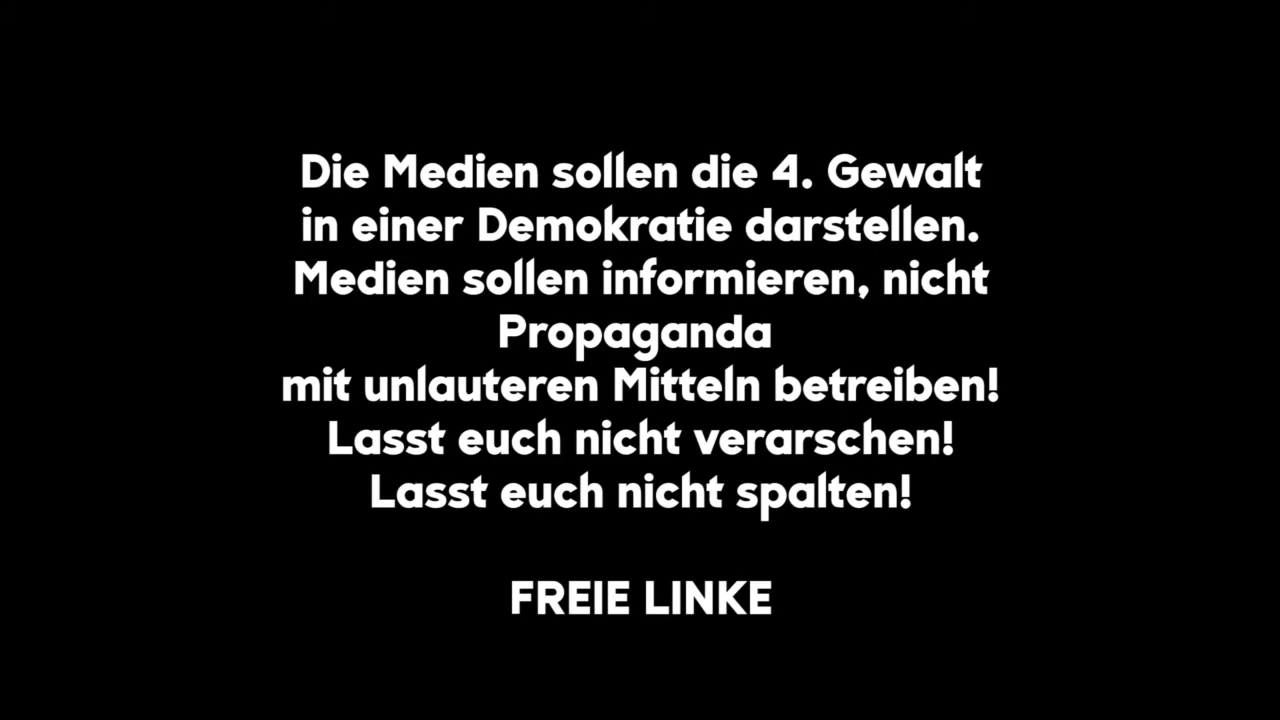 Die Medien sollen die 4. Gewalt
in einer Demokratie darstellen.
Medien sollen informieren, nicht
Propaganda
mit unlauteren Mitteln betreiben!
Lasst euch nicht verarschen!
Lasst euch nicht spalten!
FREIE LINKE